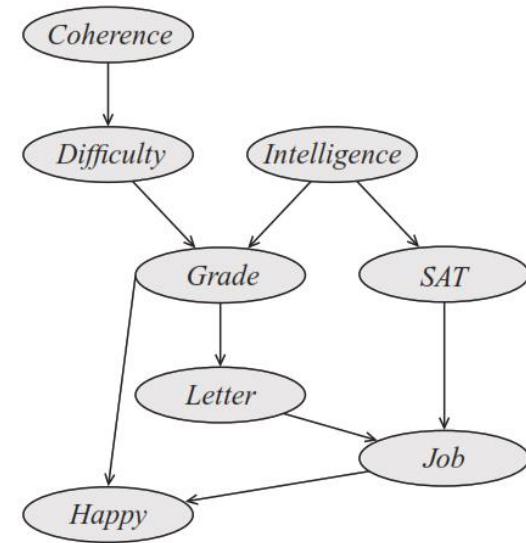 Coherence
Difficulty Intelligence
Grade SAT
Letter
Job
Happy